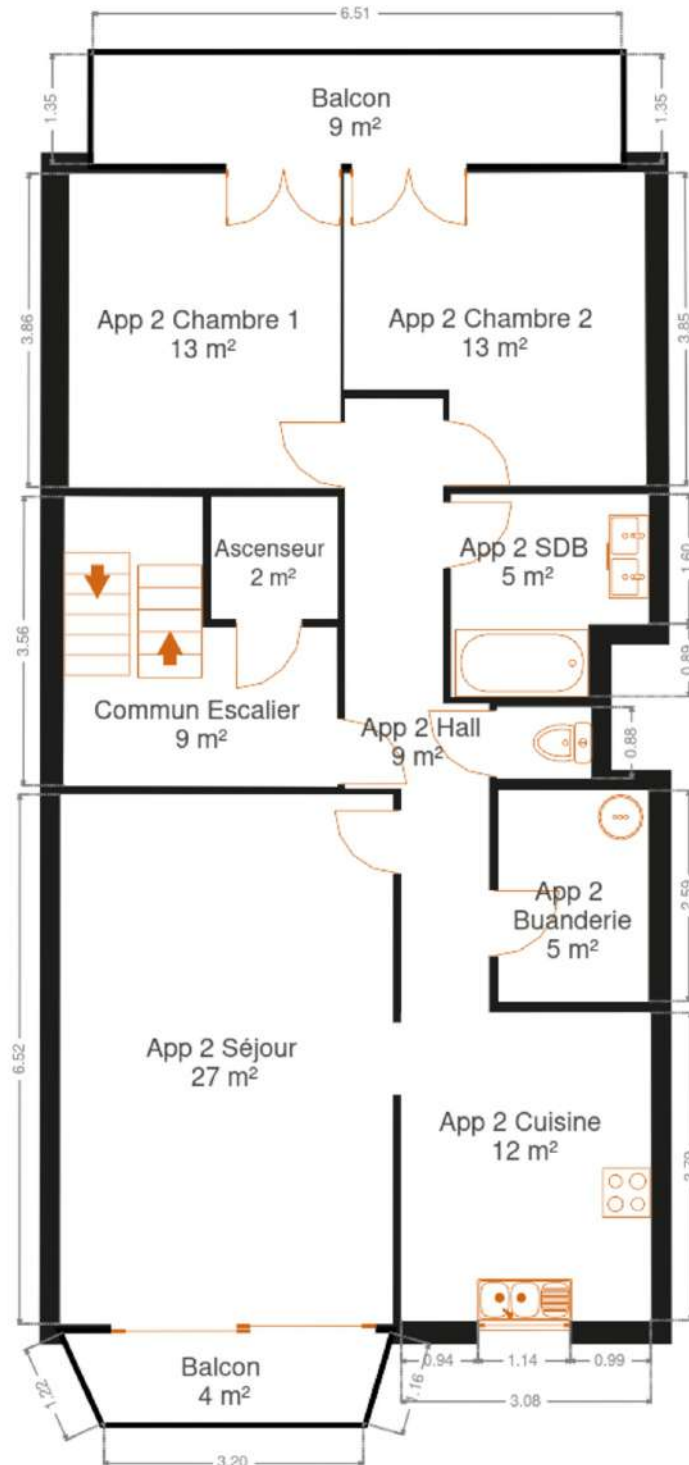 6.51
1.35
Balcon
9 m²
1.35
3.86
App 2 Chambre 1
13 m²
App 2 Chambre 2
13 m²
3.85
3.56
Ascenseur
2 m²
App 2 SDB
5 m²
1.60
0.89
Commun Escalier
9 m²
App 2 Hall
9 m²
0.88
6.52
App 2
Buanderie
5 m²
2.59
App 2 Séjour
27 m²
App 2 Cuisine
12 m²
1.22
Balcon
4 m²
1.16
0.94
1.14
0.99
3.08
3.20